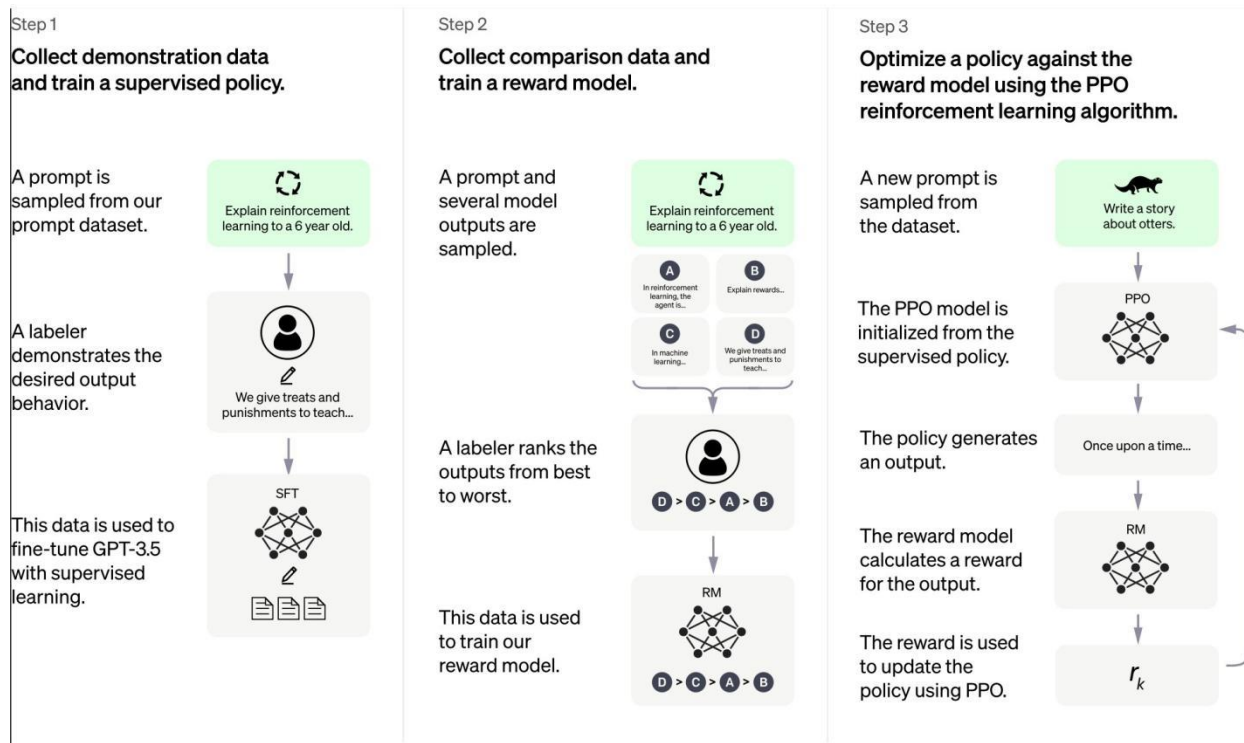 Step 1
Collect demonstration data
and train a supervised policy.
A prompt is
sampled from our
prompt dataset.
Explain reinforcement
learning to a 6 year old.
A labeler
demonstrates the
desired output
behavior.
We give treats and
punishments to teach...
This data is used to
fine-tune GPT-3.5
with supervised
learning.
SFT
Step 2
Collect comparison data and
train a reward model.
A prompt and
several model
outputs are
sampled.
Explain reinforcement
learning to a 6 year old.
A
In reinforcement
learning, the
agent is...
B
Explain rewards...
C
In machine
learning...
D
We give treats and
punishments to
teach...
A labeler ranks the
outputs from best
to worst.
D > C > A > B
This data is used
to train our
reward model.
RM
D > C > A > B
Step 3
Optimize a policy against the
reward model using the PPO
reinforcement learning algorithm.
A new prompt is
sampled from
the dataset.
Write a story
about otters.
The PPO model is
initialized from the
supervised policy.
PPO
The policy generates
an output.
Once upon a time...
The reward model
calculates a reward
for the output.
RM
The reward is used
to update the
policy using PPO.
rk